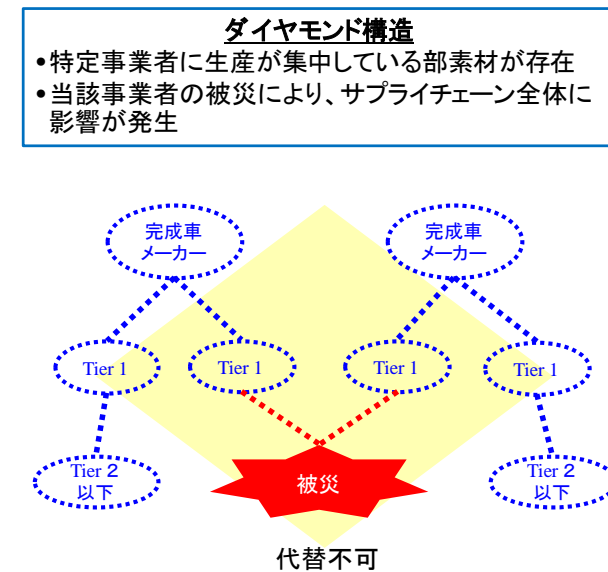 ダイヤモンド構造
•特定事業者に生産が集中している部素材が存在
•当該事業者の被災により、サプライチェーン全体に
影響が発生
完成車
メーカー
完成車
メーカー
Tier 1
Tier 1
Tier 1
Tier 1
Tier 2
以下
被災
Tier 2
以下
代替不可